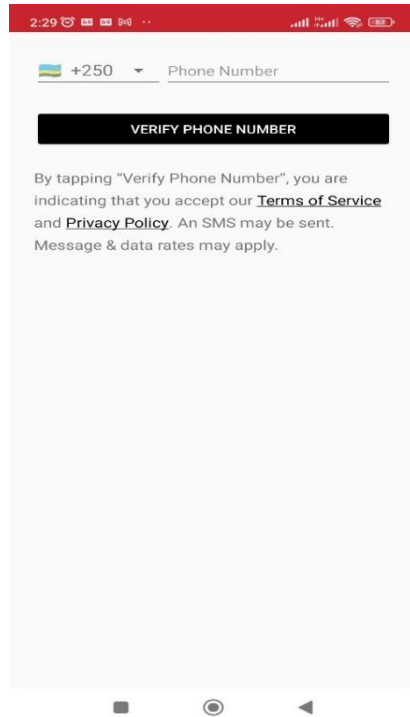 2:29
82
+250 Phone Number
VERIFY PHONE NUMBER
By tapping “Verify Phone Number”, you are
indicating that you accept our Terms of Service
and Privacy Policy. An SMS may be sent.
Message & data rates may apply.